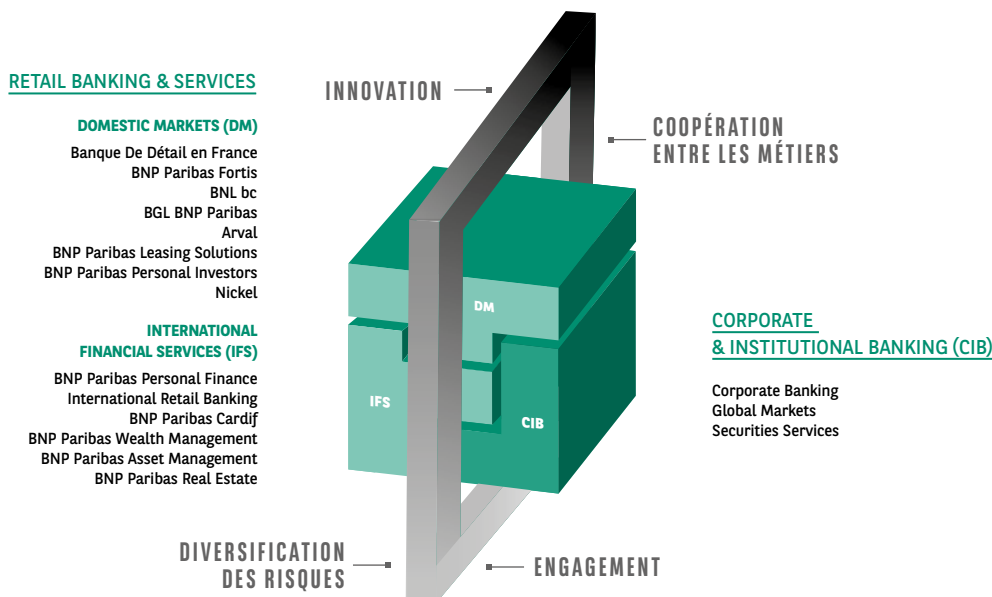 RETAIL BANKING & SERVICES
DOMESTIC MARKETS (DM)
Banque De Détail en France
BNP Paribas Fortis
BNL bc
BGL BNP Paribas
Arval
BNP Paribas Leasing Solutions
BNP Paribas Personal Investors
Nickel
INTERNATIONAL
FINANCIAL SERVICES (IFS)
BNP Paribas Personal Finance
International Retail Banking
BNP Paribas Cardif
BNP Paribas Wealth Management
BNP Paribas Asset Management
BNP Paribas Real Estate
INNOVATION
COOPÉRATION
ENTRE LES MÉTIERS
DM
IFS
CIB
CORPORATE
& INSTITUTIONAL BANKING (CIB)
Corporate Banking
Global Markets
Securities Services
DIVERSIFICATION
DES RISQUES
ENGAGEMENT